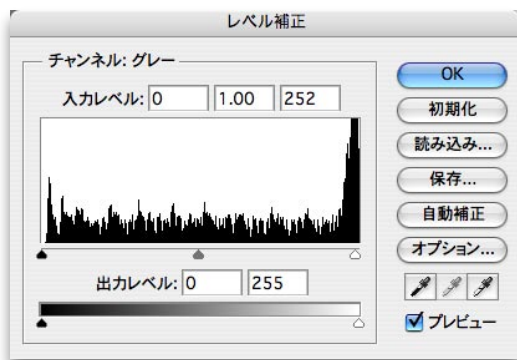 レベル補正
チャンネル: グレー
入力レベル: 0 1.00 252
出力レベル: 0 255
OK
初期化
読み込み...
保存...
自動補正
オプション...
プレビュー